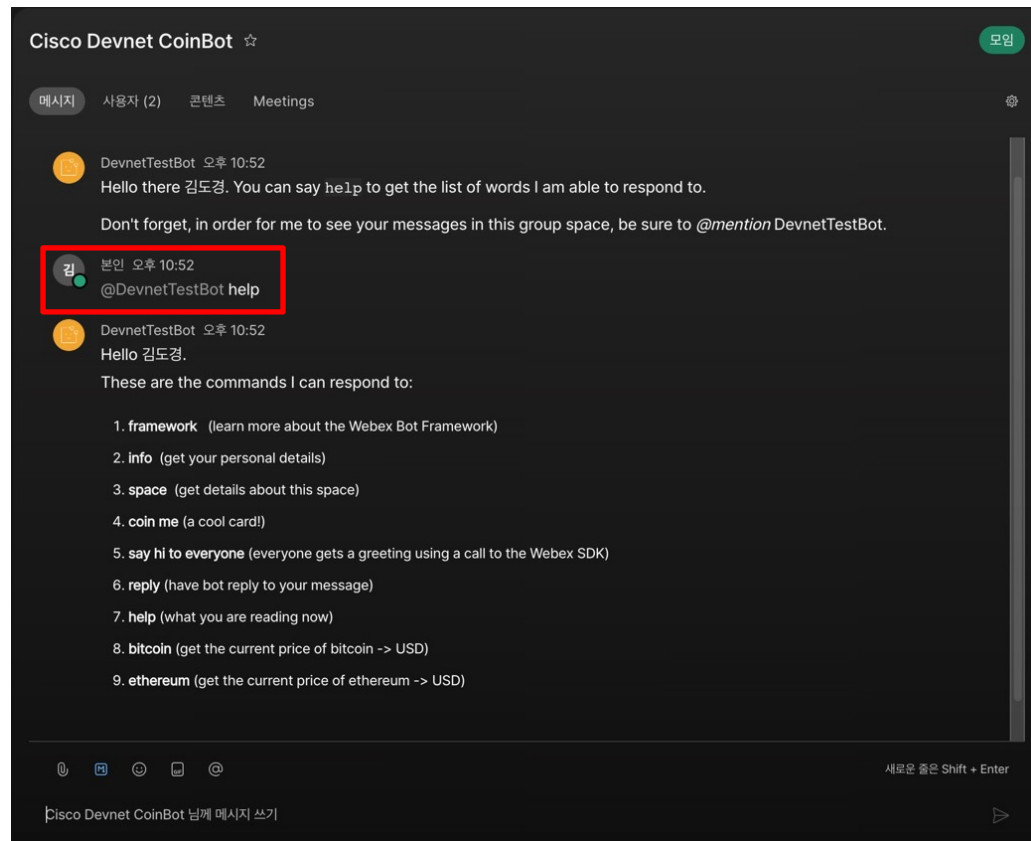 Cisco Devnet CoinBot
모임
메시지 사용자 (2) 콘텐츠 Meetings
DevnetTestBot 오후 10:52
Hello there 김도경. You can say help to get the list of words I am able to respond to.
Don't forget, in order for me to see your messages in this group space, be sure to @mention DevnetTestBot.
김
본인 오후 10:52
@DevnetTestBot help
DevnetTestBot 오후 10:52
Hello 김도경.
These are the commands I can respond to:
1. framework (learn more about the Webex Bot Framework)
2. info (get your personal details)
3. space (get details about this space)
4. coin me (a cool card!)
5. say hi to everyone (everyone gets a greeting using a call to the Webex SDK)
6. reply (have bot reply to your message)
7. help (what you are reading now)
8. bitcoin (get the current price of bitcoin -> USD)
9. ethereum (get the current price of ethereum -> USD)
M GIF @ 새로운 줄은 Shift + Enter
Cisco Devnet CoinBot 님께 메시지 쓰기